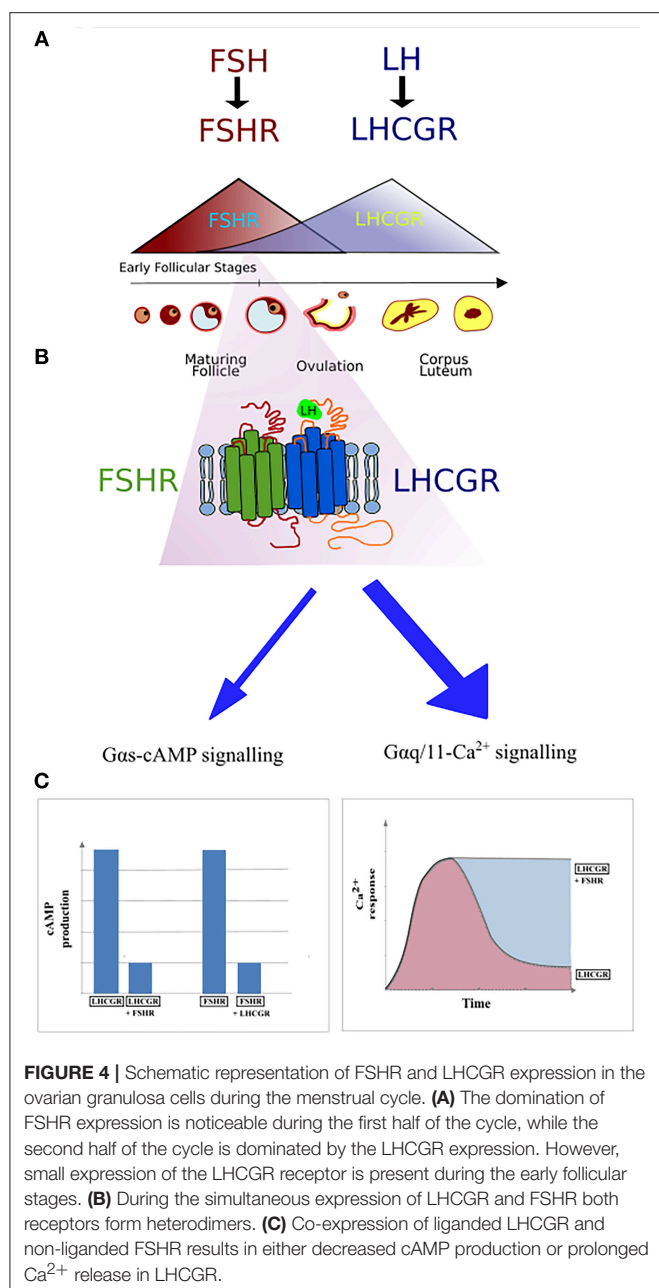 A
FSH LH
FSHR LHCGR
FSHR LHCGR
Early Follicular Stages
Maturing Follicle
Ovulation
Corpus Luteum
B
LH
FSHR LHCGR
Gαs-cAMP signalling Gαq/11-Ca²⁺ signalling
C
cAMP production
LHCGR
LHCGR + FSHR
FSHR
FSHR + LHCGR
Ca²⁺ response
LHCGR + FSHR
LHCGR
Time
FIGURE 4 | Schematic representation of FSHR and LHCGR expression in the
ovarian granulosa cells during the menstrual cycle. (A) The domination of
FSHR expression is noticeable during the first half of the cycle, while the
second half of the cycle is dominated by the LHCGR expression. However,
small expression of the LHCGR receptor is present during the early follicular
stages. (B) During the simultaneous expression of LHCGR and FSHR both
receptors form heterodimers. (C) Co-expression of liganded LHCGR and
non-liganded FSHR results in either decreased cAMP production or prolonged
Ca²⁺ release in LHCGR.